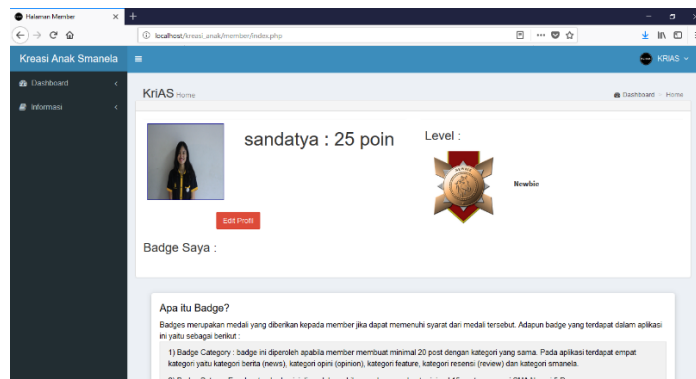 Halaman Member
localhost/kreasi_anak/member/index.php
Kreasi Anak Smanela
KRIAS
Dashboard
Informasi
KriAS Home
Dashboard > Home
sandatya : 25 poin
Level :
Newbie
Edit Profil
Badge Saya :
Apa itu Badge?
Badges merupakan medali yang diberikan kepada member jika dapat memenuhi syarat dari medali tersebut. Adapun badge yang terdapat dalam aplikasi
ini yaitu sebagai berikut :
1) Badge Category : badge ini diperoleh apabila member membuat minimal 20 post dengan kategori yang sama. Pada aplikasi terdapat empat
kategori yaitu kategori berita (news), kategori opini (opinion), kategori feature, kategori resensi (review) dan kategori smanela.